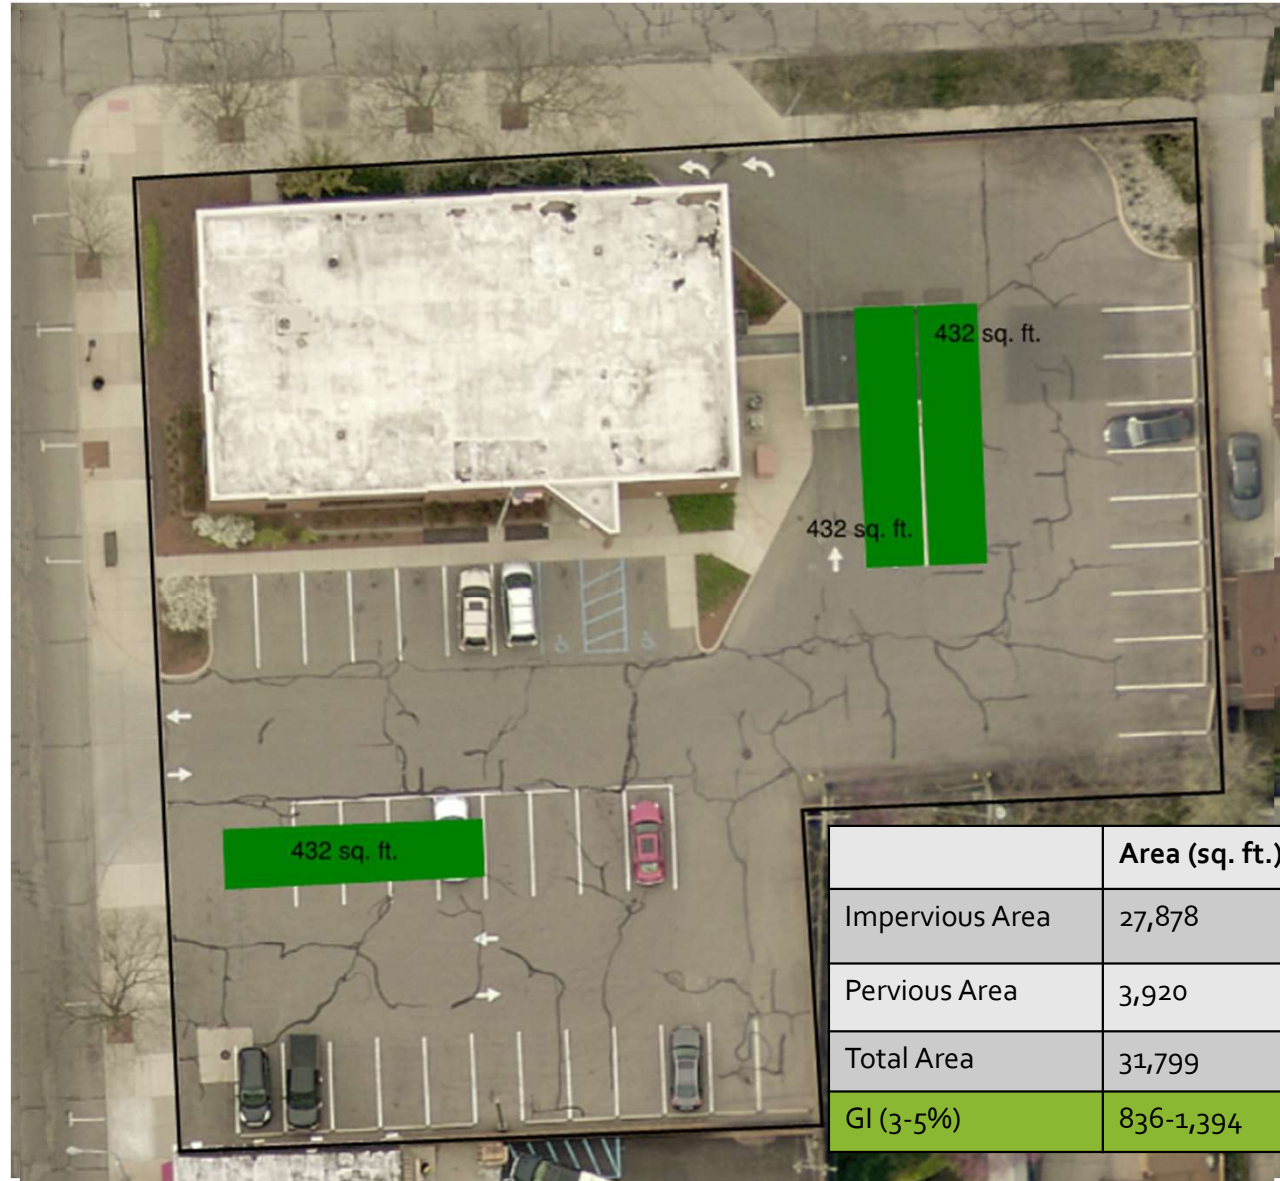 432 sq. ft.
432 sq. ft.
432 sq. ft.
Area (sq. ft.)
Impervious Area 27,878
Pervious Area 3,920
Total Area 31,799
GI (3-5%) 836-1,394